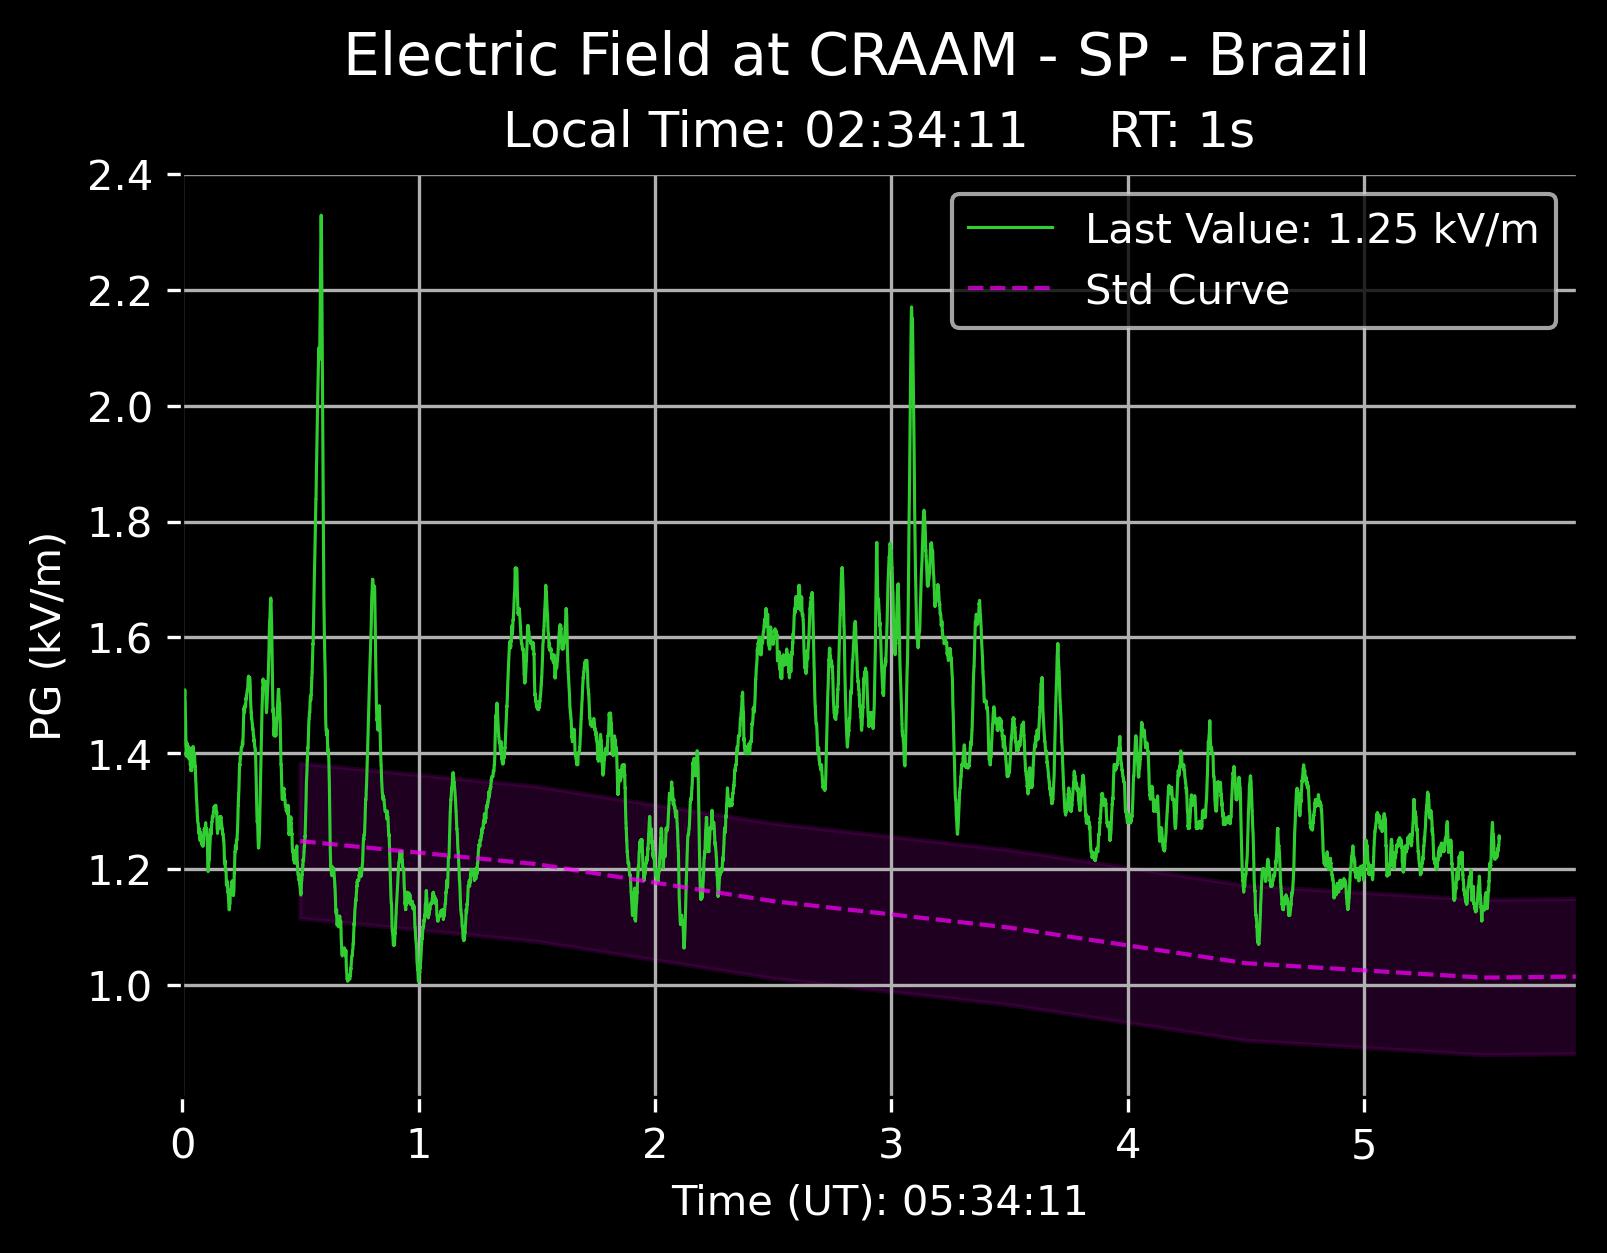 Electric Field at CRAAM - SP - Brazil
Local Time: 02:34:11 RT: 1s
2.4
2.2
2.0
1.8
1.6
1.4
1.2
1.0
PG (kV/m)
Last Value: 1.25 kV/m
Std Curve
0 1 2 3 4 5
Time (UT): 05:34:11